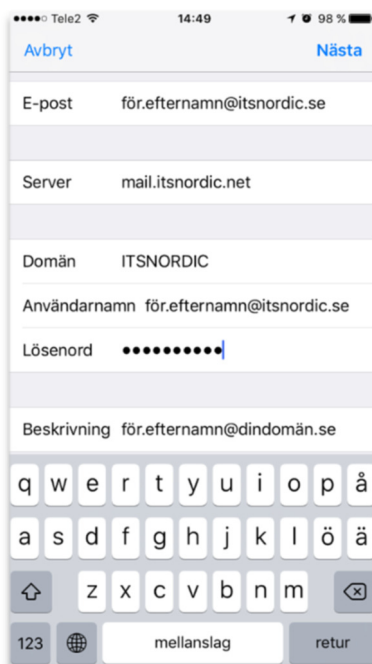 Tele2 14:49 98 %
Avbryt Nästa
E-post för.efternamn@itsnordic.se
Server mail.itsnordic.net
Domän ITSNORDIC
Användarnamn för.efternamn@itsnordic.se
Lösenord ••••••••••
Beskrivning för.efternamn@dindomän.se
q w e r t y u i o p å
a s d f g h j k l ö ä
z x c v b n m
123 mellanslag retur